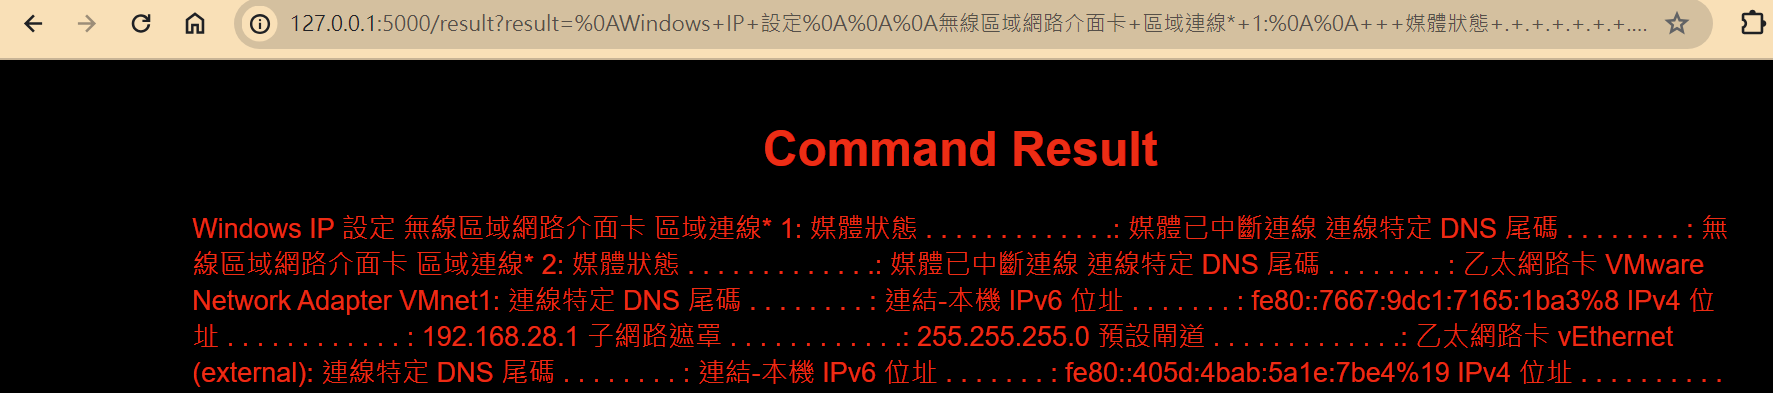 127.0.0.1:5000/result?result=%0AWindows+IP+設定%0A%0A%0A無線區域網路介面卡+區域連線*+1:%0A%0A+++媒體狀態+.+.+.+.+.+.+....
Command Result
Windows IP 設定 無線區域網路介面卡 區域連線* 1: 媒體狀態 . . . . . . . . . . . . .: 媒體已中斷連線 連線特定 DNS 尾碼 . . . . . . . . : 無
線區域網路介面卡 區域連線* 2: 媒體狀態 . . . . . . . . . . . . .: 媒體已中斷連線 連線特定 DNS 尾碼 . . . . . . . . : 乙太網路卡 VMware
Network Adapter VMnet1: 連線特定 DNS 尾碼 . . . . . . . . : 連結-本機 IPv6 位址 . . . . . . . : fe80::7667:9dc1:7165:1ba3%8 IPv4 位
址 . . . . . . . . . . . . : 192.168.28.1 子網路遮罩 . . . . . . . . . . . .: 255.255.255.0 預設閘道 . . . . . . . . . . . . .: 乙太網路卡 vEthernet
(external): 連線特定 DNS 尾碼 . . . . . . . . : 連結-本機 IPv6 位址 . . . . . . . : fe80::405d:4bab:5a1e:7be4%19 IPv4 位址 . . . . . . . . . .